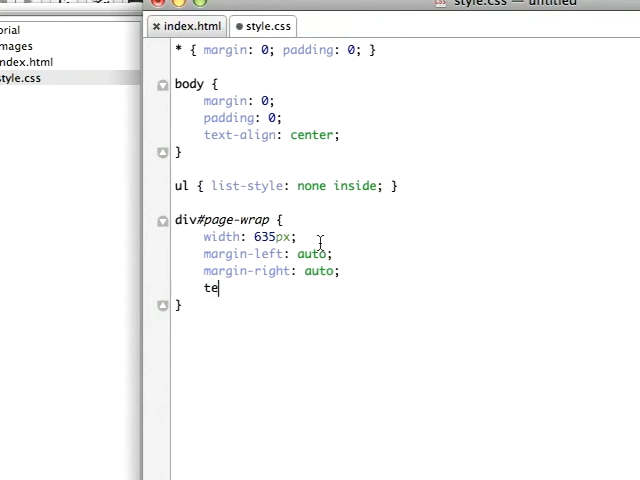 style.css — untitled
orial
mages
ndex.html
style.css
index.html
style.css
* { margin: 0; padding: 0; }
body {
margin: 0;
padding: 0;
text-align: center;
}
ul { list-style: none inside; }
div#page-wrap {
width: 635px;
margin-left: auto;
margin-right: auto;
te
}